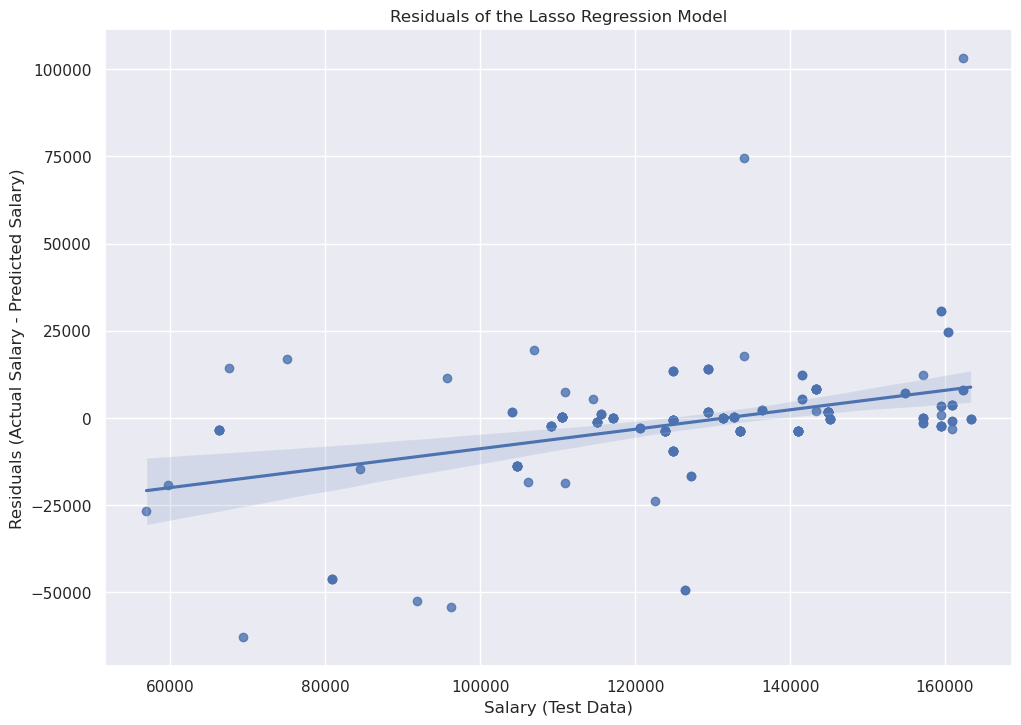 Residuals of the Lasso Regression Model
Residuals (Actual Salary - Predicted Salary)
100000
75000
50000
25000
0
−25000
−50000
60000 80000 100000 120000 140000 160000
Salary (Test Data)